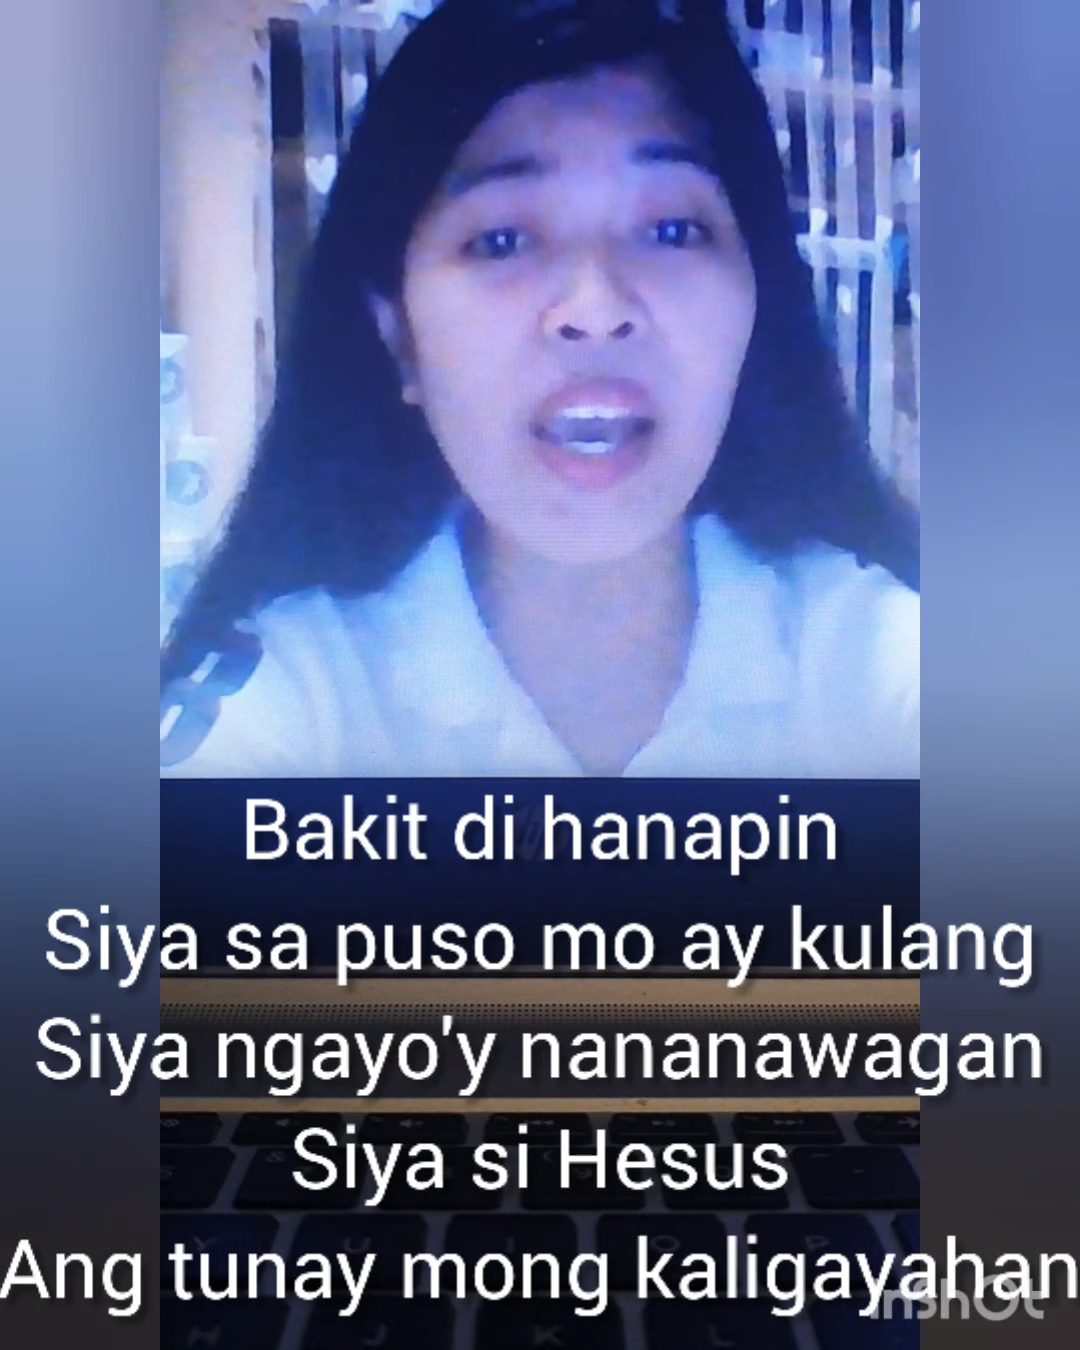 Bakit di hanapin
Siya sa puso mo ay kulang
Siya ngayo'y nananawagan
Siya si Hesus
Ang tunay mong kaligayahan
InShOt